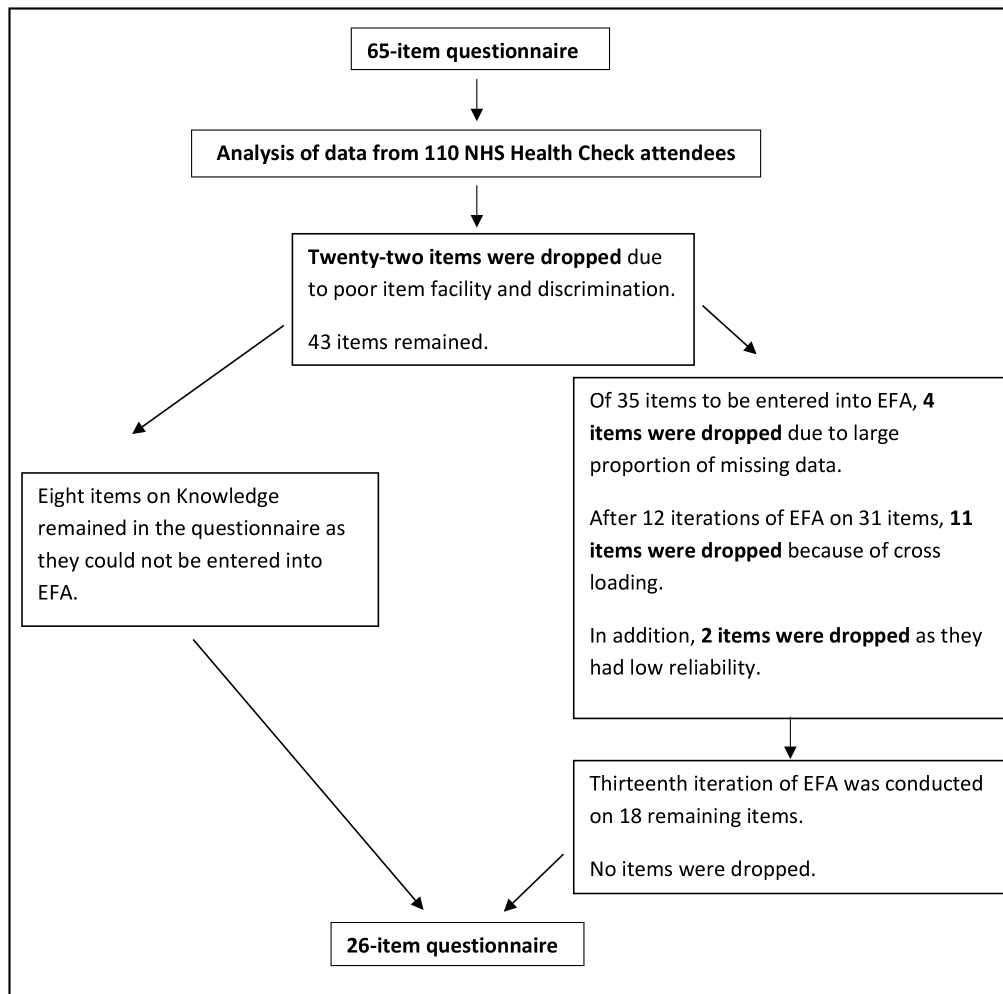 65-item questionnaire
Analysis of data from 110 NHS Health Check attendees
Twenty-two items were dropped due
to poor item facility and discrimination.
43 items remained.
Eight items on Knowledge
remained in the questionnaire as
they could not be entered into
EFA.
Of 35 items to be entered into EFA, 4
items were dropped due to large
proportion of missing data.
After 12 iterations of EFA on 31 items, 11
items were dropped because of cross
loading.
In addition, 2 items were dropped as they
had low reliability.
Thirteenth iteration of EFA was conducted
on 18 remaining items.
No items were dropped.
26-item questionnaire